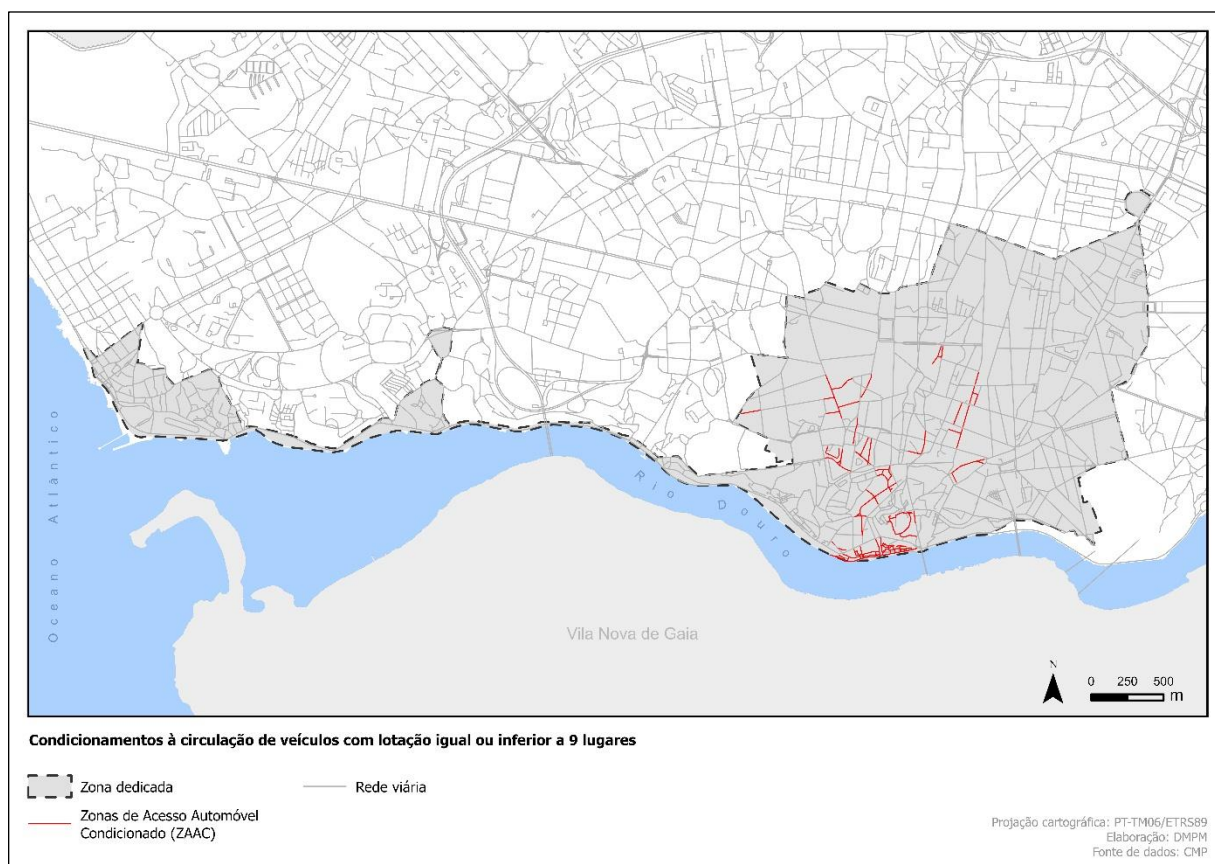 Oceano Atlântico
Rio Douro
Vila Nova de Gaia
N
0 250 500
m
Condicionamentos à circulação de veículos com lotação igual ou inferior a 9 lugares
Zona dedicada
Rede viária
Zonas de Acesso Automóvel
Condicionado (ZAAC)
Projeção cartográfica: PT-TM06/ETRS89
Elaboração: DMPM
Fonte de dados: CMP